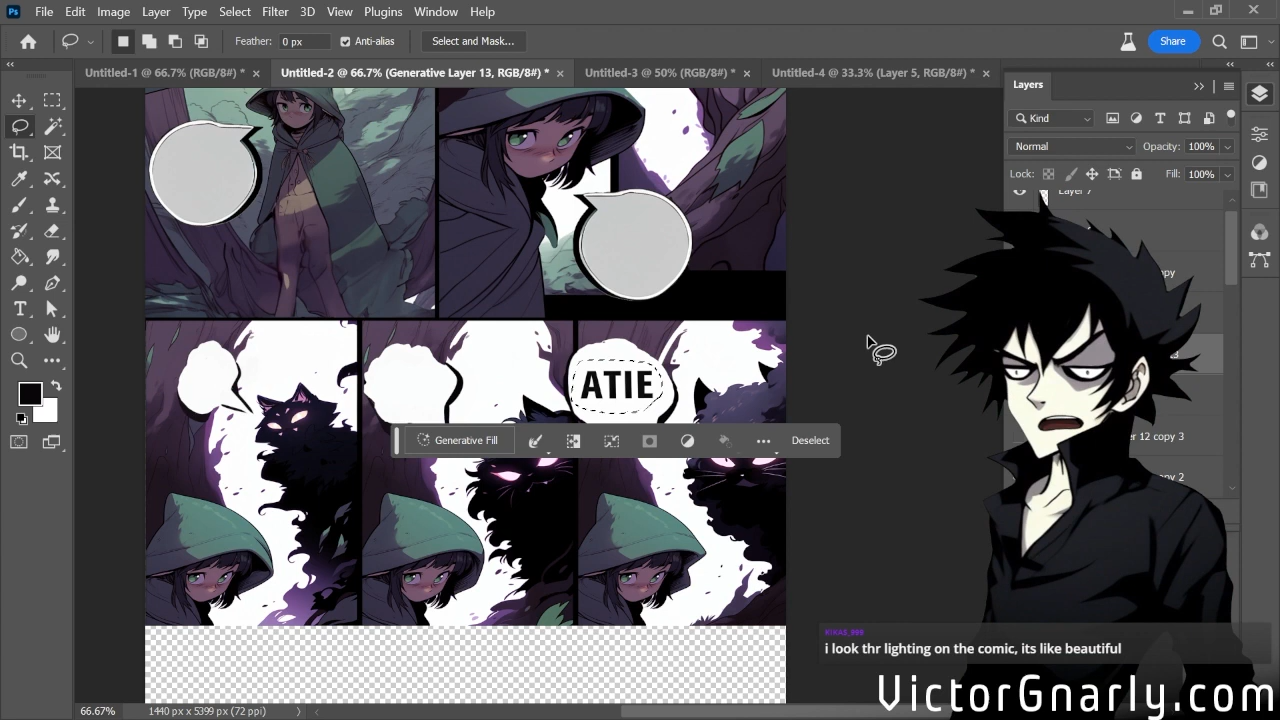 Ps File Edit Image Layer Type Select Filter 3D View Plugins Window Help
Feather: 0 px Anti-alias Select and Mask... Share
Untitled-1 @ 66.7% (RGB/8#) * × Untitled-2 @ 66.7% (Generative Layer 13, RGB/8#) * × Untitled-3 @ 50% (RGB/8#) * × Untitled-4 @ 33.3% (Layer 5, RGB/8#) * ×
Layers
Kind
Normal Opacity: 100%
Lock: Fill: 100%
Layer 7
ATIE
Generative Fill Deselect
er 12 copy 3
copy 2
i look thr lighting on the comic, its like beautiful
VictorGnarly.com
66.67% 1440 px x 5399 px (72 ppi)